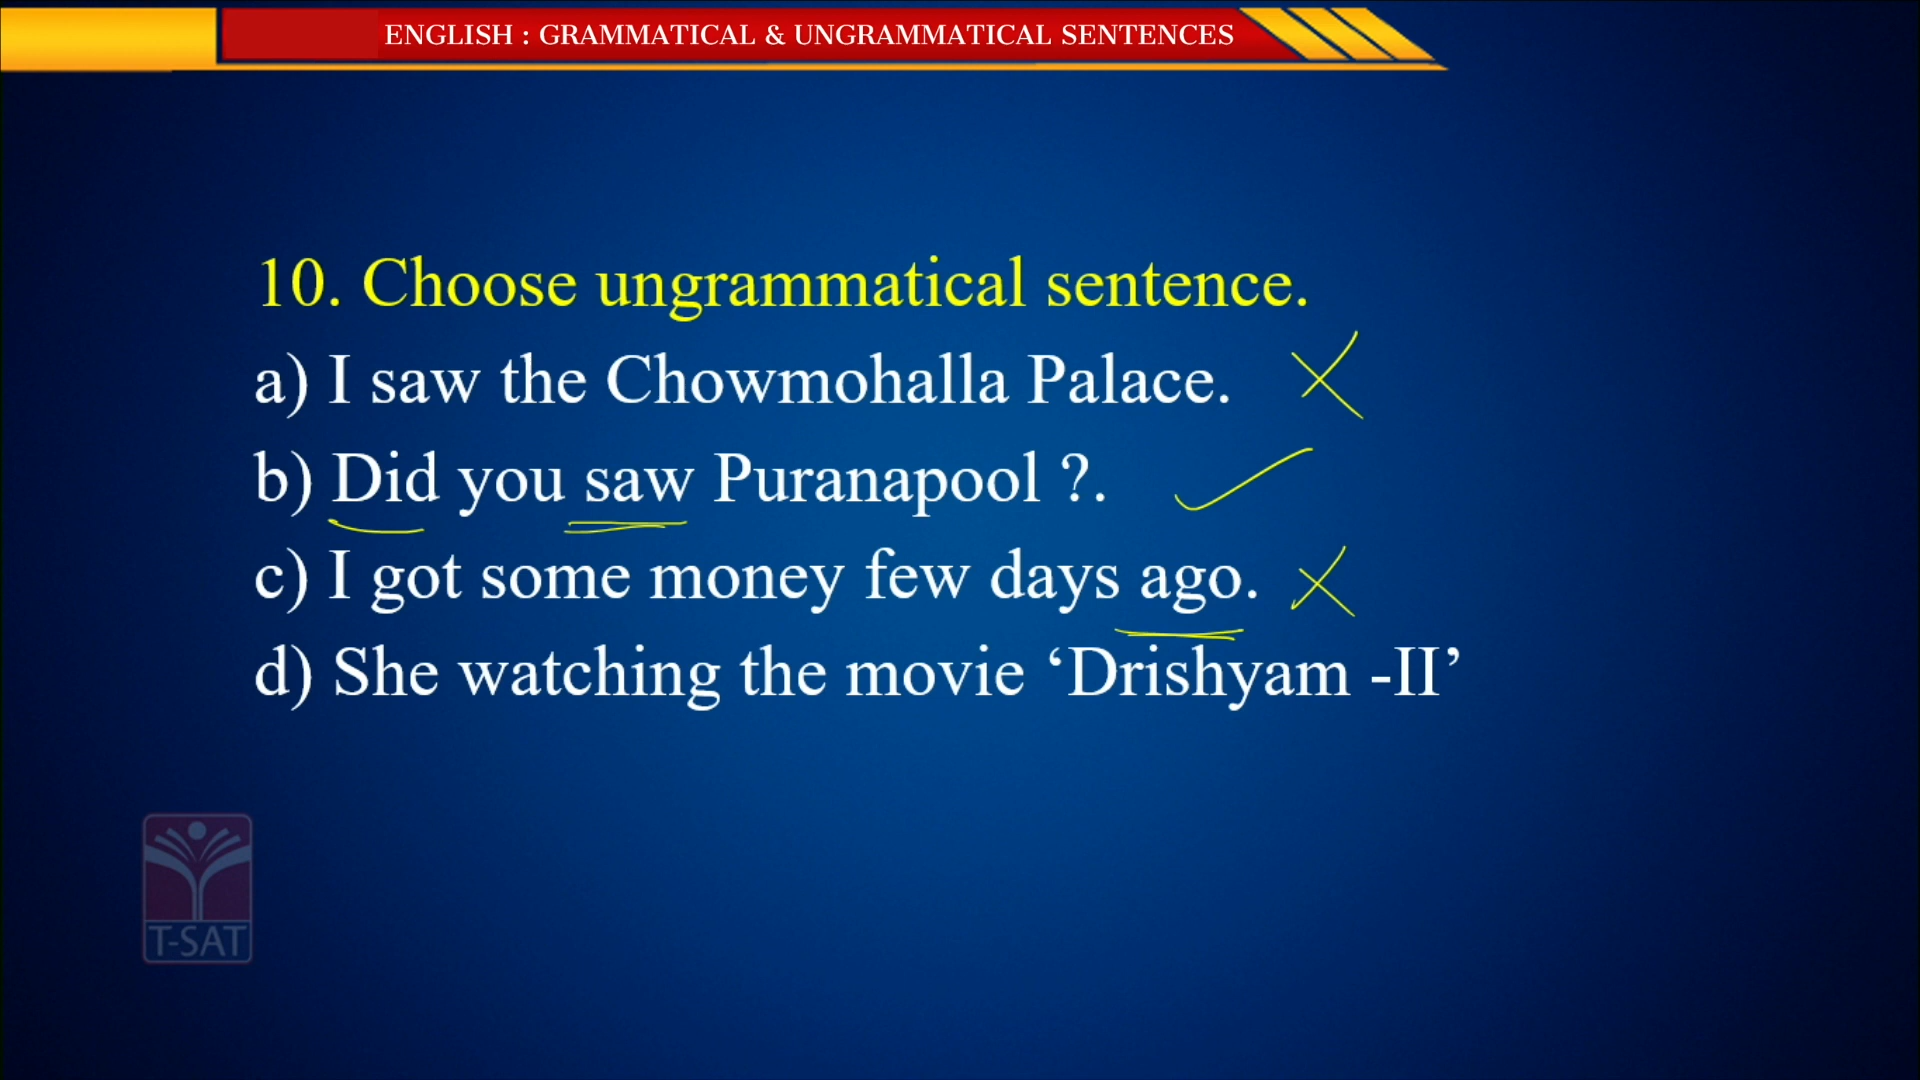 ENGLISH : GRAMMATICAL & UNGRAMMATICAL SENTENCES
10. Choose ungrammatical sentence.
a) I saw the Chowmohalla Palace.
b) Did you saw Puranapool ?.
c) I got some money few days ago.
d) She watching the movie ‘Drishyam -II’
T-SAT